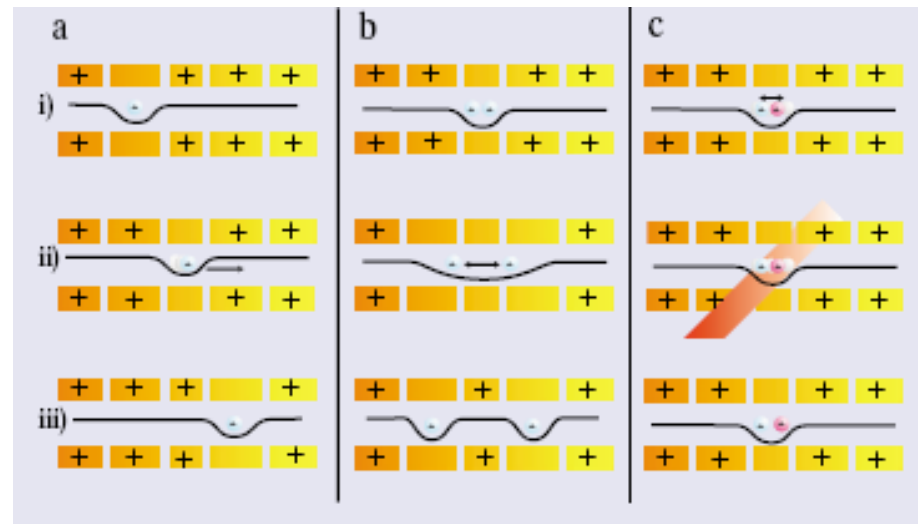 a b c
+ + + + + + + + + + + +
i)
+ + + + + + + + + + + +
+ + + + + + + + + +
ii)
+ + + + + + + + + +
+ + + + + + + + + + +
iii)
+ + + + + + + + + + +